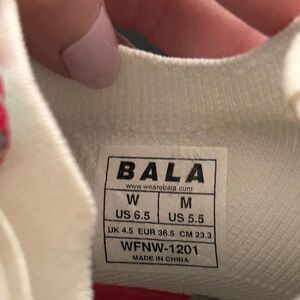 BALA
www.wearebala.com
W M
US 6.5 US 5.5
UK 4.5 EUR 36.5 CM 23.3
WFNW-1201
MADE IN CHINA